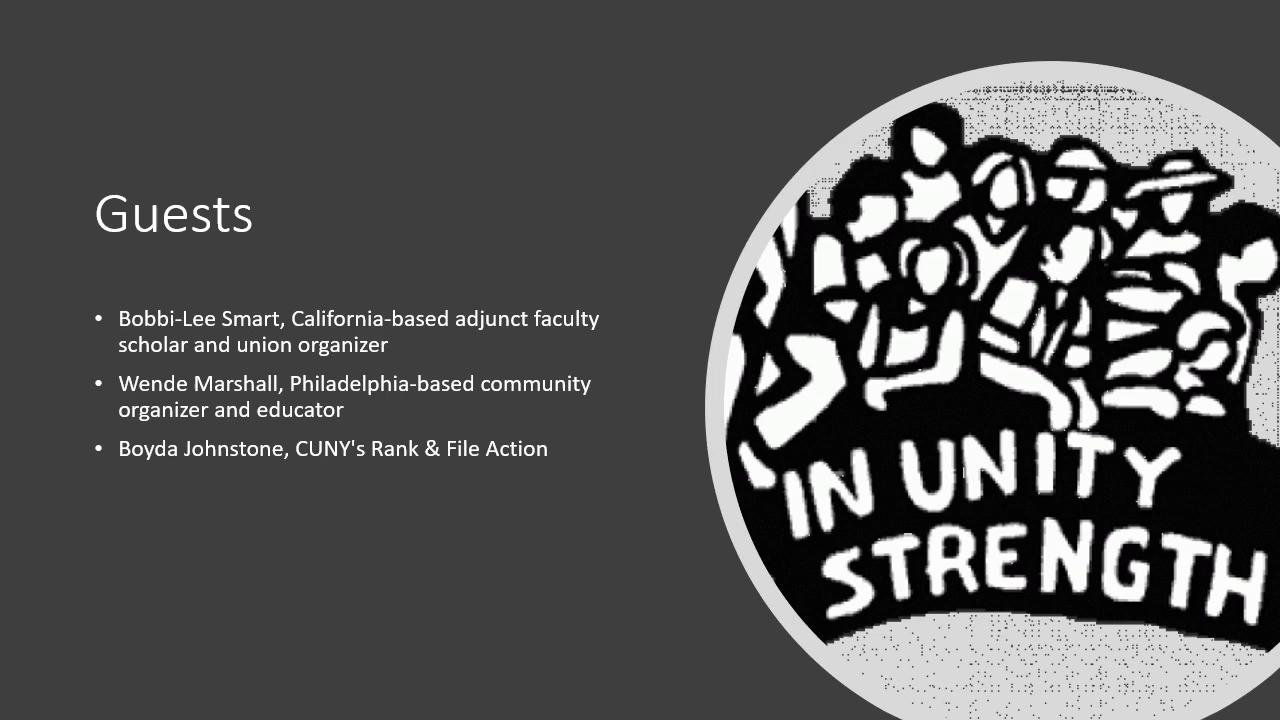 Guests
• Bobbi-Lee Smart, California-based adjunct faculty
scholar and union organizer
• Wende Marshall, Philadelphia-based community
organizer and educator
• Boyda Johnstone, CUNY's Rank & File Action
IN UNITY
STRENGTH